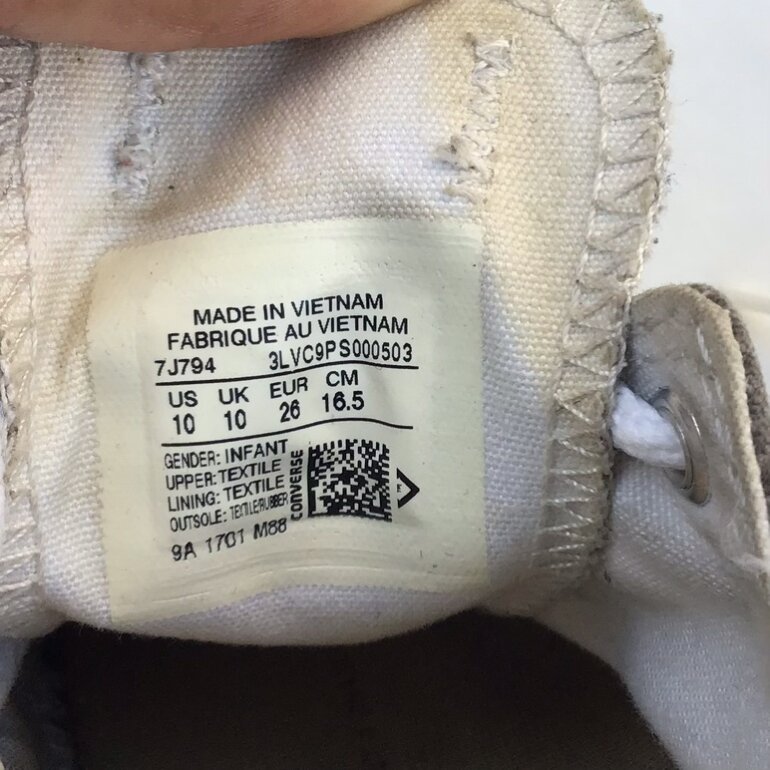 MADE IN VIETNAM
FABRIQUE AU VIETNAM
7J794 3LVC9PS000503
US UK EUR CM
10 10 26 16.5
GENDER: INFANT
UPPER: TEXTILE
LINING: TEXTILE
OUTSOLE: TEXTILE/RUBBER
CONVERSE
9A 1701 M88